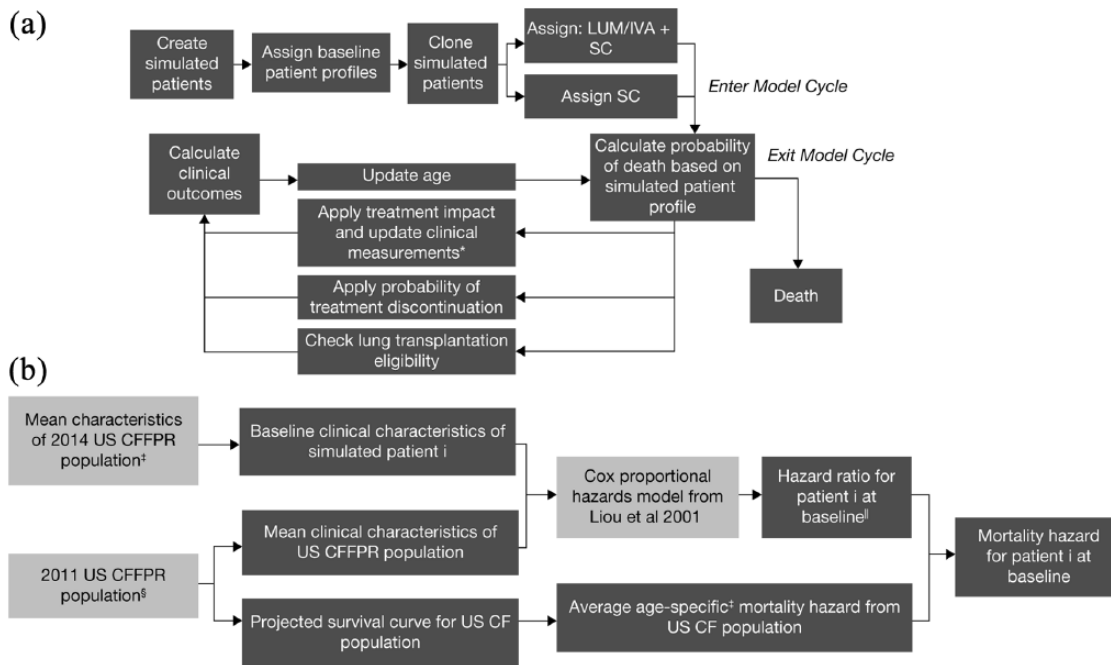 (a)
Create
simulated
patients
Assign baseline
patient profiles
Clone
simulated
patients
Assign: LUM/IVA +
SC
Assign SC
Enter Model Cycle
Calculate
clinical
outcomes
Update age
Calculate probability
of death based on
simulated patient
profile
Exit Model Cycle
Apply treatment impact
and update clinical
measurements*
Apply probability of
treatment discontinuation
Check lung transplantation
eligibility
Death
(b)
Mean characteristics
of 2014 US CFFPR
population‡
Baseline clinical characteristics of
simulated patient i
Cox proportional
hazards model from
Liou et al 2001
Hazard ratio for
patient i at
baseline||
Mean clinical characteristics of
US CFFPR population
Mortality hazard
for patient i at
baseline
2011 US CFFPR
population§
Projected survival curve for US CF
population
Average age-specific‡ mortality hazard from
US CF population